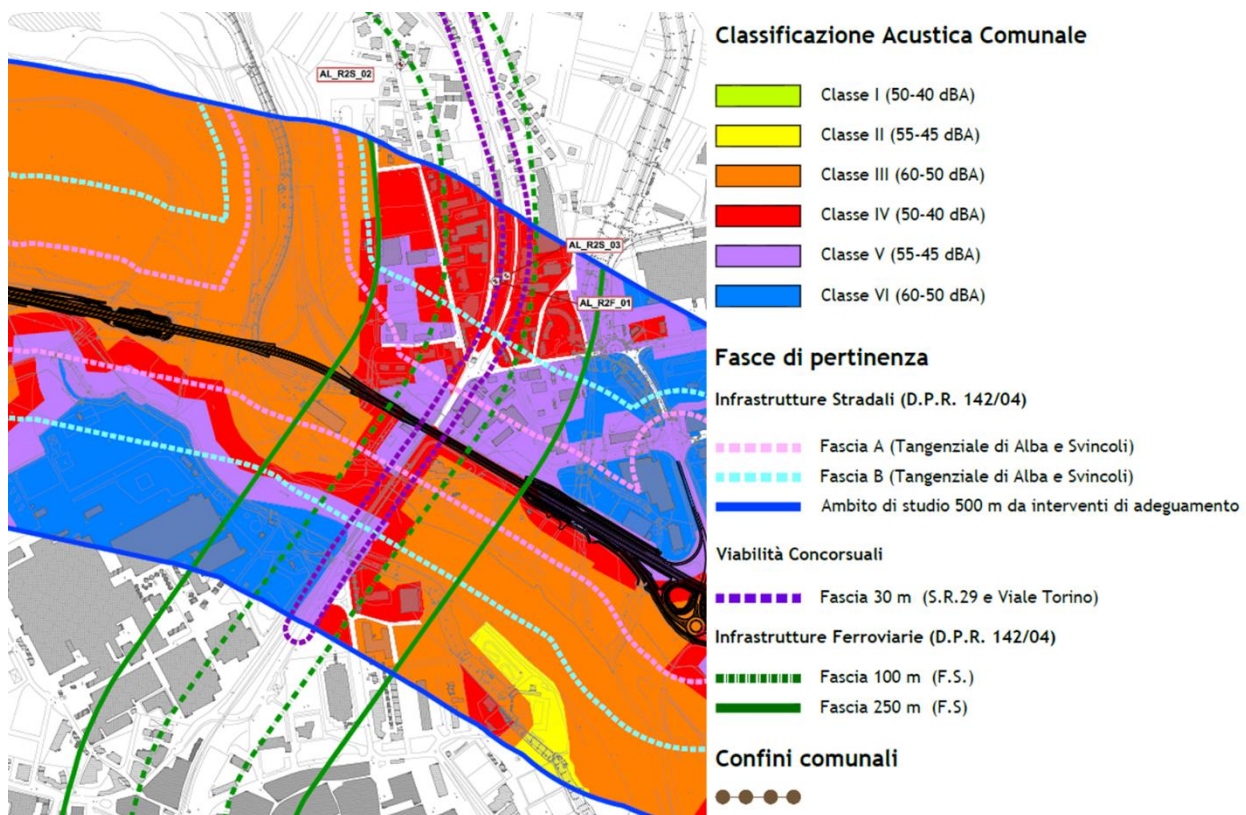 AL_R2S_02
AL_R2S_03
AL_R2F_01
Classificazione Acustica Comunale
Classe I (50-40 dBA)
Classe II (55-45 dBA)
Classe III (60-50 dBA)
Classe IV (50-40 dBA)
Classe V (55-45 dBA)
Classe VI (60-50 dBA)
Fasce di pertinenza
Infrastrutture Stradali (D.P.R. 142/04)
Fascia A (Tangenziale di Alba e Svincoli)
Fascia B (Tangenziale di Alba e Svincoli)
Ambito di studio 500 m da interventi di adeguamento
Viabilità Concorsuali
Fascia 30 m (S.R.29 e Viale Torino)
Infrastrutture Ferroviarie (D.P.R. 142/04)
Fascia 100 m (F.S.)
Fascia 250 m (F.S)
Confini comunali